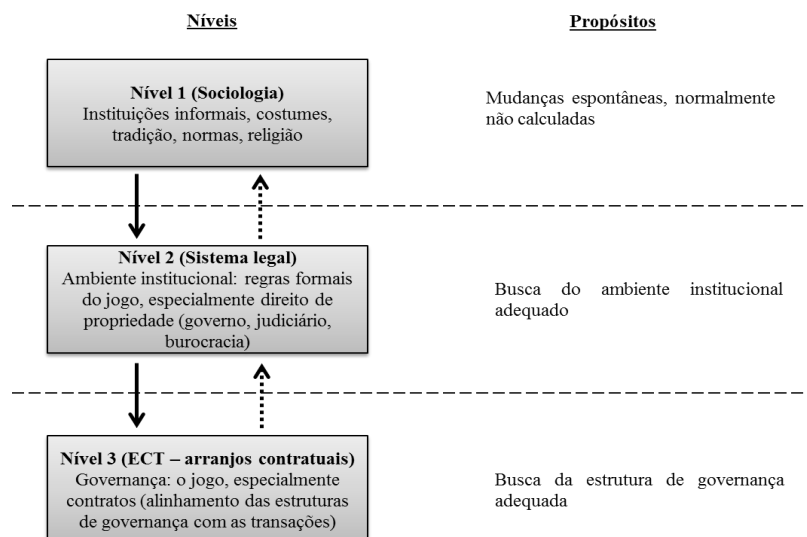 Níveis
Propósitos
Nível 1 (Sociologia)
Instituições informais, costumes,
tradição, normas, religião
Mudanças espontâneas, normalmente
não calculadas
Nível 2 (Sistema legal)
Ambiente institucional: regras formais
do jogo, especialmente direito de
propriedade (governo, judiciário,
burocracia)
Busca do ambiente institucional
adequado
Nível 3 (ECT – arranjos contratuais)
Governança: o jogo, especialmente
contratos (alinhamento das estruturas
de governança com as transações)
Busca da estrutura de governança
adequada